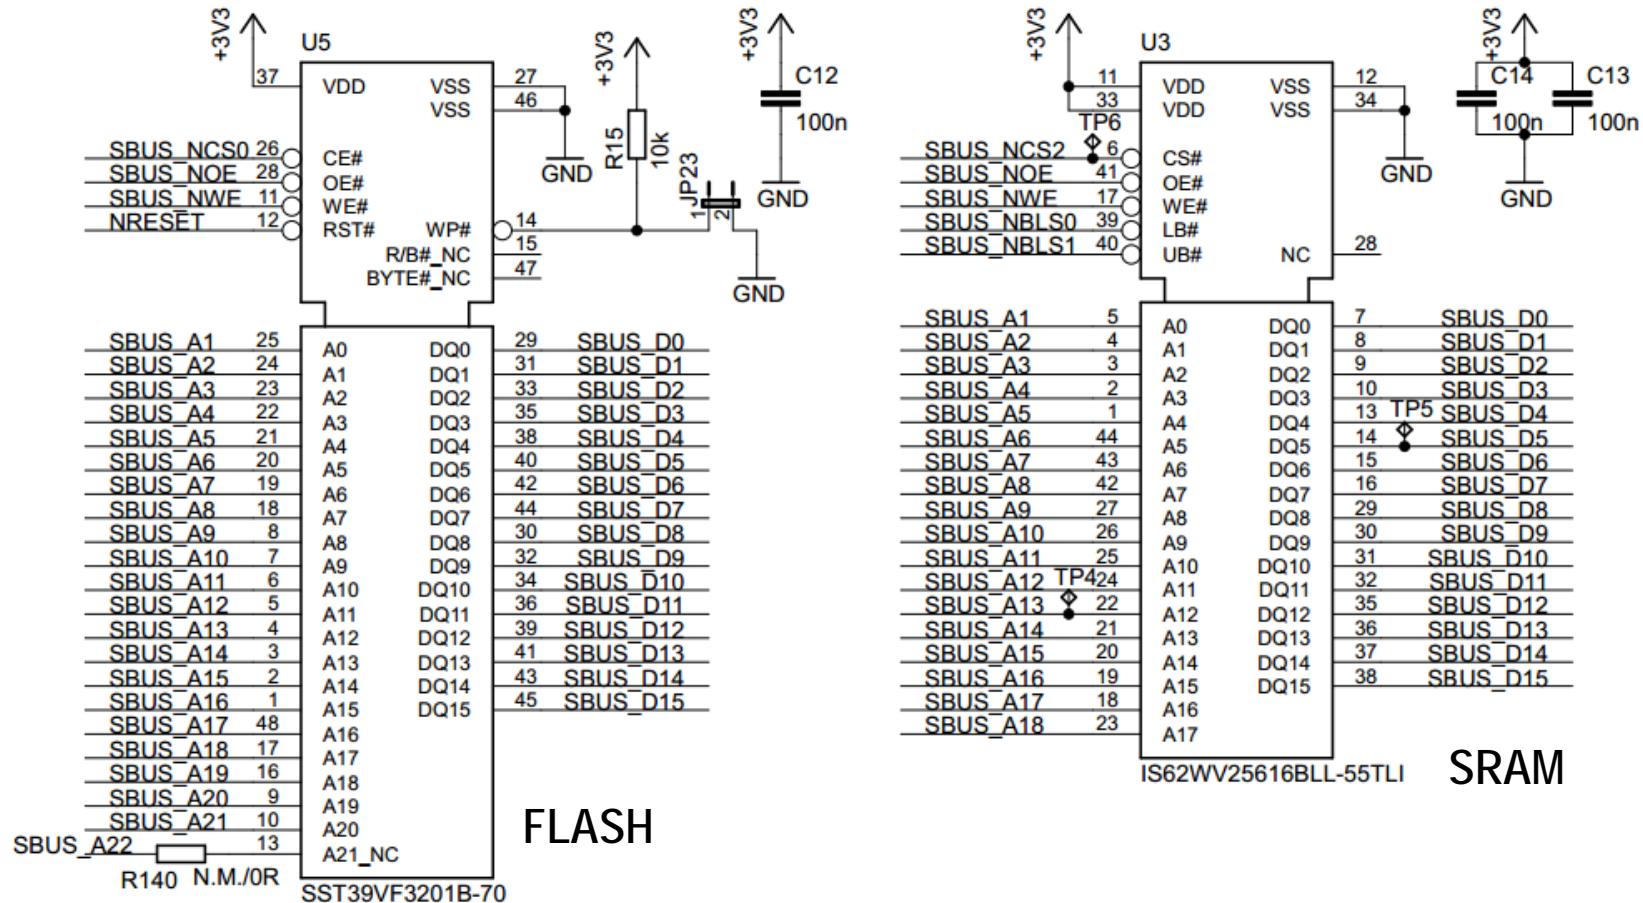 +3V3
U5
37 VDD
VSS 27
VSS 46
GND
SBUS_NCS0 26 CE#
SBUS_NOE 28 OE#
SBUS_NWE 11 WE#
NRESET 12 RST#
WP# 14
R/B#_NC 15
BYTE#_NC 47
+3V3
R15
10k
JP23
1
2
GND
+3V3
C12
100n
GND
SBUS_A1 25 A0 DQ0 29 SBUS_D0
SBUS_A2 24 A1 DQ1 31 SBUS_D1
SBUS_A3 23 A2 DQ2 33 SBUS_D2
SBUS_A4 22 A3 DQ3 35 SBUS_D3
SBUS_A5 21 A4 DQ4 38 SBUS_D4
SBUS_A6 20 A5 DQ5 40 SBUS_D5
SBUS_A7 19 A6 DQ6 42 SBUS_D6
SBUS_A8 18 A7 DQ7 44 SBUS_D7
SBUS_A9 8 A8 DQ8 30 SBUS_D8
SBUS_A10 7 A9 DQ9 32 SBUS_D9
SBUS_A11 6 A10 DQ10 34 SBUS_D10
SBUS_A12 5 A11 DQ11 36 SBUS_D11
SBUS_A13 4 A12 DQ12 39 SBUS_D12
SBUS_A14 3 A13 DQ13 41 SBUS_D13
SBUS_A15 2 A14 DQ14 43 SBUS_D14
SBUS_A16 1 A15 DQ15 45 SBUS_D15
SBUS_A17 48 A16
SBUS_A18 17 A17
SBUS_A19 16 A18
SBUS_A20 9 A19
SBUS_A21 10 A20
SBUS_A22 13 A21_NC
R140 N.M./0R
SST39VF3201B-70
FLASH
+3V3
U3
11 VDD
33 VDD
VSS 12
VSS 34
GND
TP6
SBUS_NCS2 6 CS#
SBUS_NOE 41 OE#
SBUS_NWE 17 WE#
SBUS_NBLS0 39 LB#
SBUS_NBLS1 40 UB#
NC 28
+3V3
C14
100n
C13
100n
GND
SBUS_A1 5 A0 DQ0 7 SBUS_D0
SBUS_A2 4 A1 DQ1 8 SBUS_D1
SBUS_A3 3 A2 DQ2 9 SBUS_D2
SBUS_A4 2 A3 DQ3 10 SBUS_D3
SBUS_A5 1 A4 DQ4 13 TP5 SBUS_D4
SBUS_A6 44 A5 DQ5 14 SBUS_D5
SBUS_A7 43 A6 DQ6 15 SBUS_D6
SBUS_A8 42 A7 DQ7 16 SBUS_D7
SBUS_A9 27 A8 DQ8 29 SBUS_D8
SBUS_A10 26 A9 DQ9 30 SBUS_D9
SBUS_A11 25 A10 DQ10 31 SBUS_D10
SBUS_A12 TP4 24 A11 DQ11 32 SBUS_D11
SBUS_A13 22 A12 DQ12 35 SBUS_D12
SBUS_A14 21 A13 DQ13 36 SBUS_D13
SBUS_A15 20 A14 DQ14 37 SBUS_D14
SBUS_A16 19 A15 DQ15 38 SBUS_D15
SBUS_A17 18 A16
SBUS_A18 23 A17
IS62WV25616BLL-55TLI
SRAM